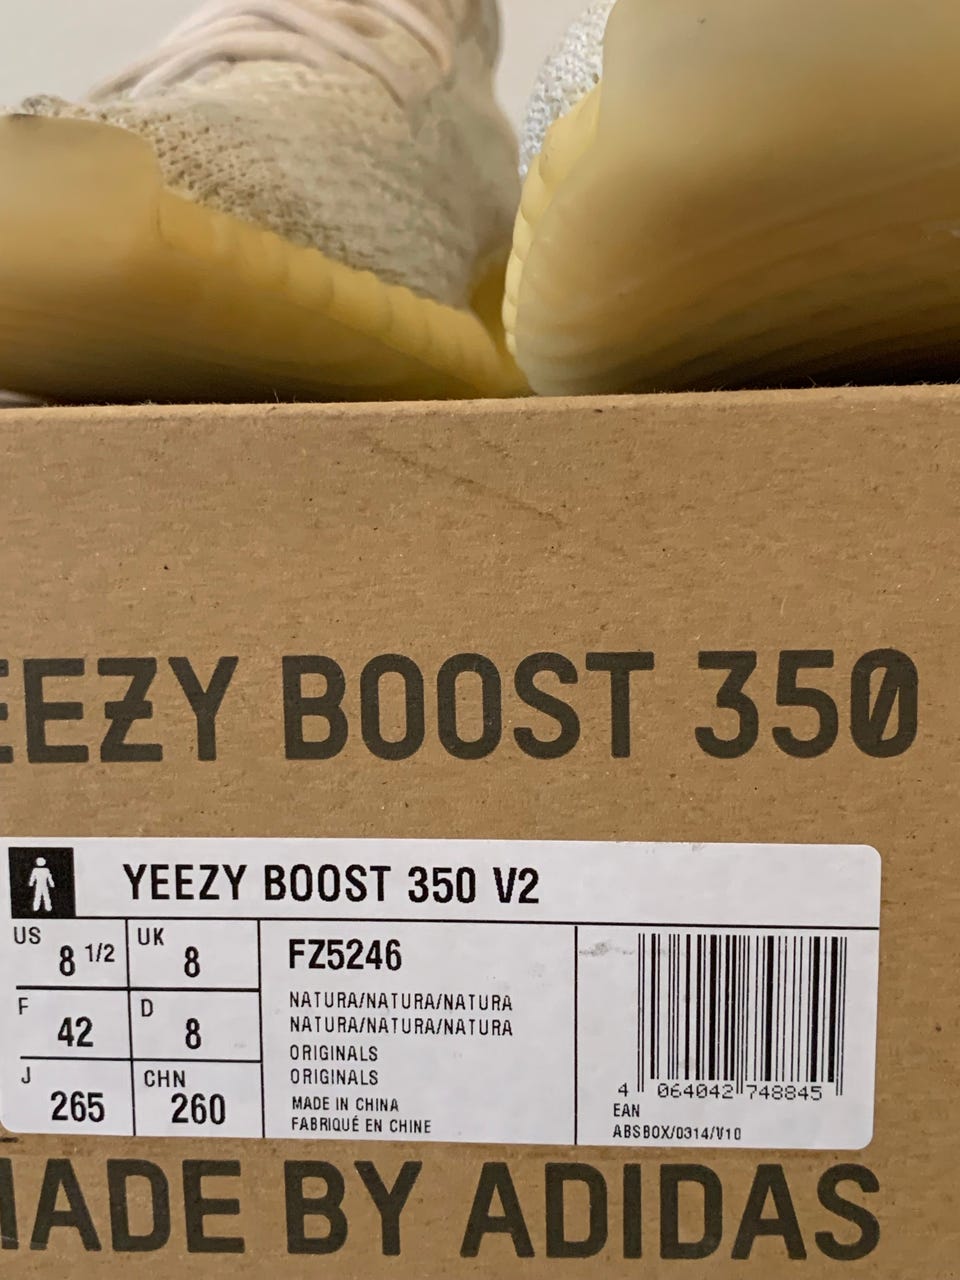 EEZY BOOST 350
YEEZY BOOST 350 V2
US 8 1/2 UK 8
F 42 D 8
J 265 CHN 260
FZ5246
NATURA/NATURA/NATURA
NATURA/NATURA/NATURA
ORIGINALS
ORIGINALS
MADE IN CHINA
FABRIQUÉ EN CHINE
4 064042 748845
EAN
ABSBOX/0314/V10
MADE BY ADIDAS